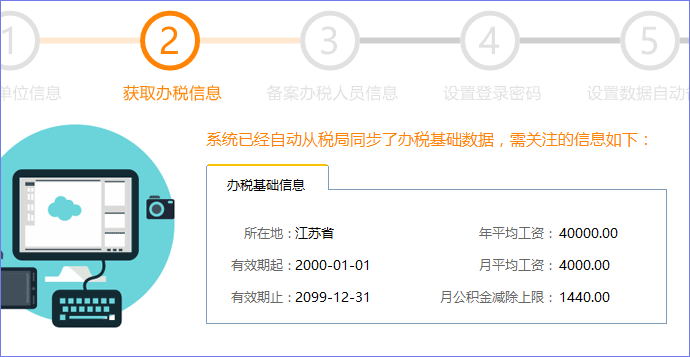 1 2 3 4 5
单位信息 获取办税信息 备案办税人员信息 设置登录密码 设置数据自动
系统已经自动从税局同步了办税基础数据，需关注的信息如下：
办税基础信息
所在地：江苏省 年平均工资：40000.00
有效期起：2000-01-01 月平均工资：4000.00
有效期止：2099-12-31 月公积金减除上限：1440.00